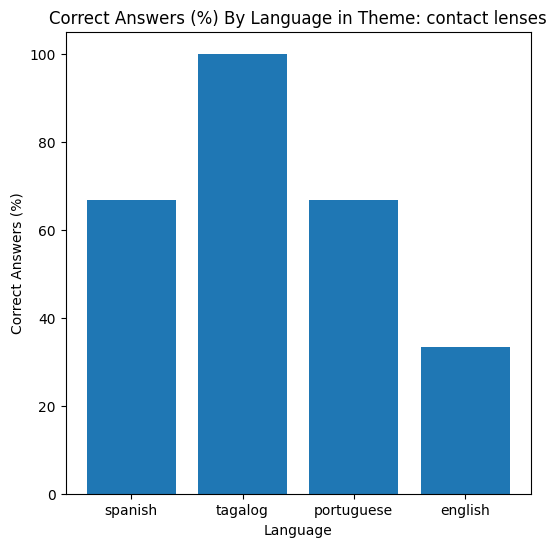 Correct Answers (%) By Language in Theme: contact lenses
100
80
60
40
20
0
Correct Answers (%)
spanish tagalog portuguese english
Language